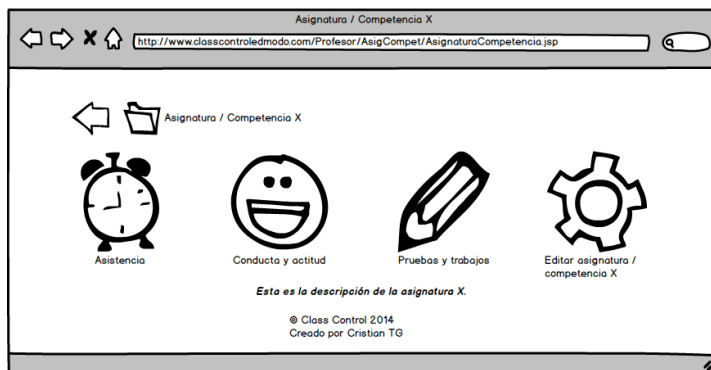 Asignatura / Competencia X
http://www.classcontroledmodo.com/Profesor/AsigCompet/AsignaturaCompetencia.jsp
Asignatura / Competencia X
Asistencia
Conducta y actitud
Pruebas y trabajos
Editar asignatura /
competencia X
Esta es la descripción de la asignatura X.
© Class Control 2014
Creado por Cristian TG